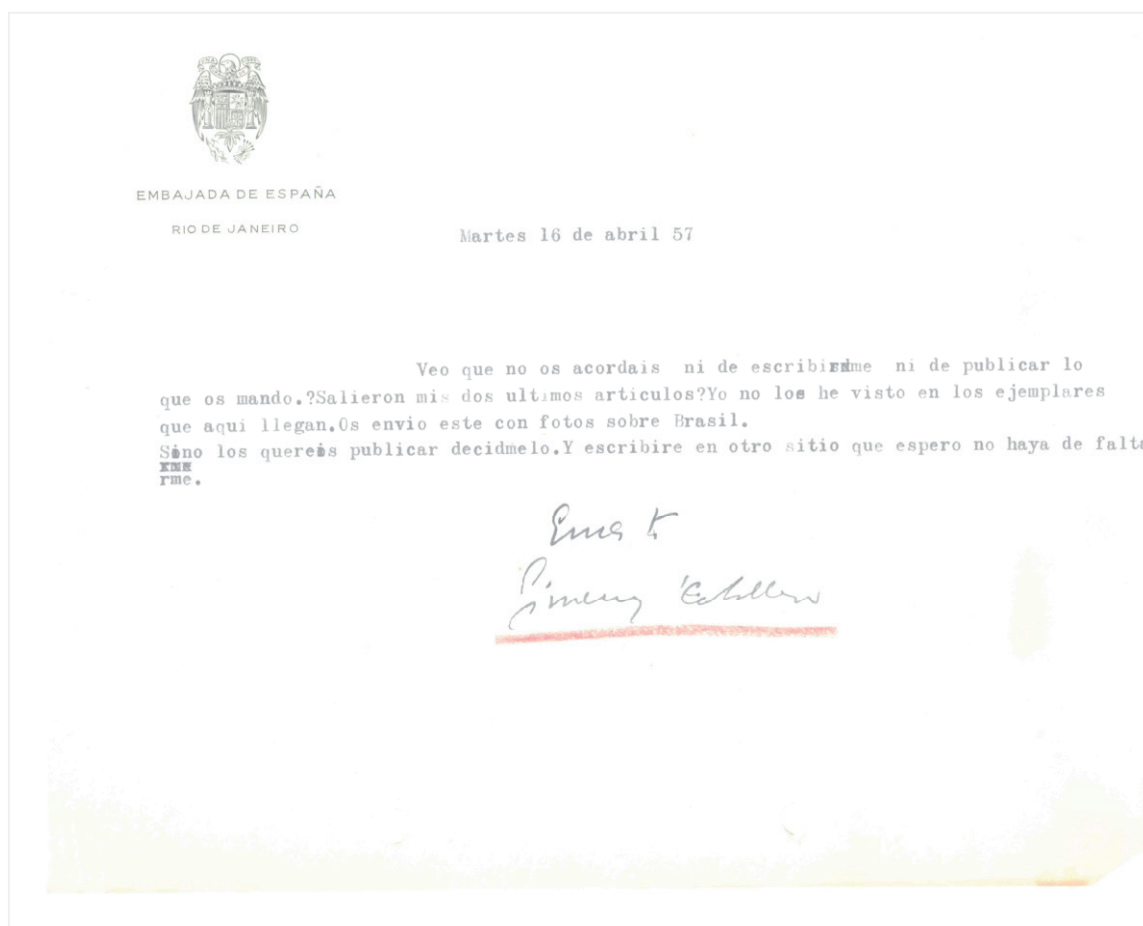 EMBAJADA DE ESPAÑA
RIO DE JANEIRO
Martes 16 de abril 57
Veo que no os acordais ni de escribirme ni de publicar lo
que os mando.?Salieron mis dos ultimos articulos?Yo no los he visto en los ejemplares
que aqui llegan.Os envio este con fotos sobre Brasil.
Sino los quereis publicar decidmelo.Y escribire en otro sitio que espero no haya de falta
rme.